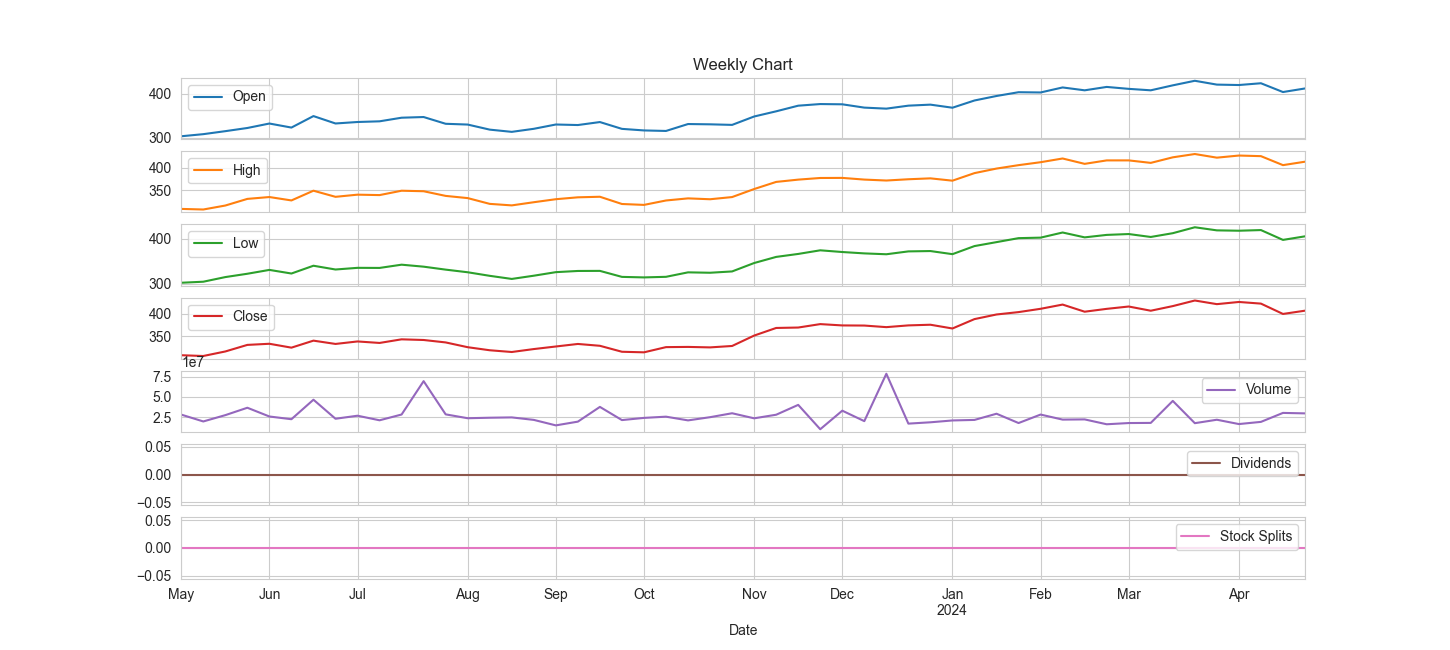 Weekly Chart
400
300
Open
400
350
High
400
300
Low
400
350
Close
1e7
7.5
5.0
2.5
Volume
0.05
0.00
−0.05
Dividends
0.05
0.00
−0.05
Stock Splits
May Jun Jul Aug Sep Oct Nov Dec Jan Feb Mar Apr
2024
Date